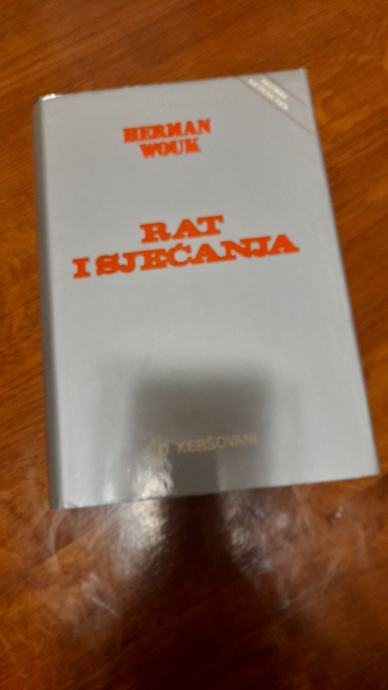 HERMAN
WOUK
RAT
I SJEĆANJA
O. KERŠOVANI